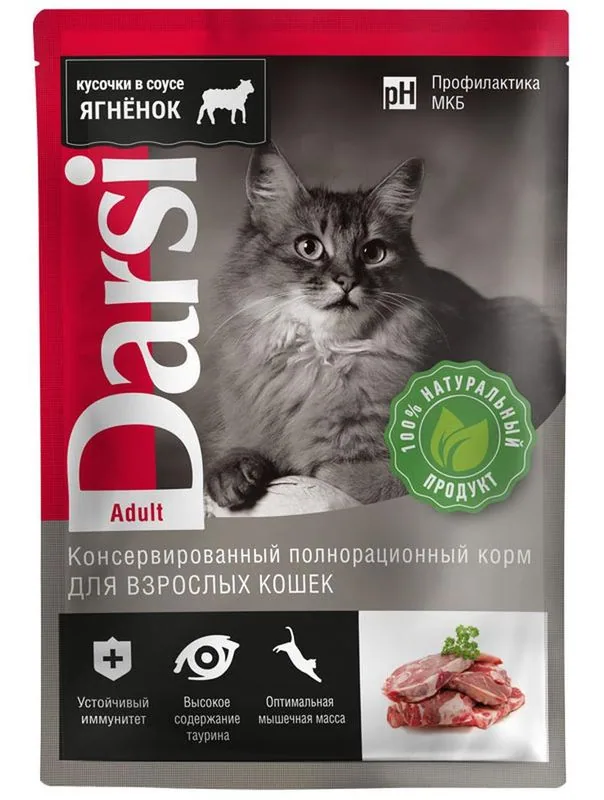 кусочки в соусе
ЯГНЁНОК
pH
Профилактика
МКБ
Darsi
Adult
100% НАТУРАЛЬНЫЙ
ПРОДУКТ
Консервированный полнорационный корм
ДЛЯ ВЗРОСЛЫХ КОШЕК
Устойчивый
иммунитет
Высокое
содержание
таурина
Оптимальная
мышечная масса